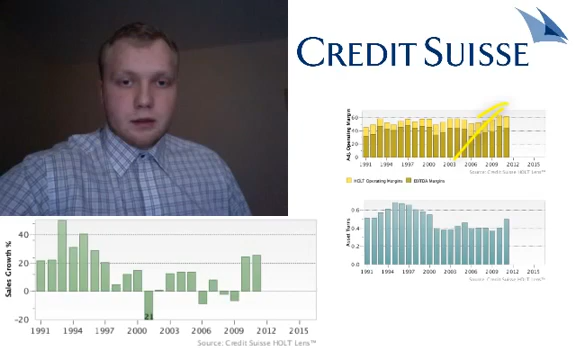 CREDIT SUISSE
Adj. Operating Margin
60
40
20
0
1991 1994 1997 2000 2003 2006 2009 2012 2015
Source: Credit Suisse HOLT Lens™
HOLT Operating Margins EBITDA Margins
Asset Turns
0.6
0.4
0.2
0.0
1991 1994 1997 2000 2003 2006 2009 2012 2015
Source: Credit Suisse HOLT Lens™
Sales Growth %
40
20
0
-20
21
1991 1994 1997 2000 2003 2006 2009 2012 2015
Source: Credit Suisse HOLT Lens™